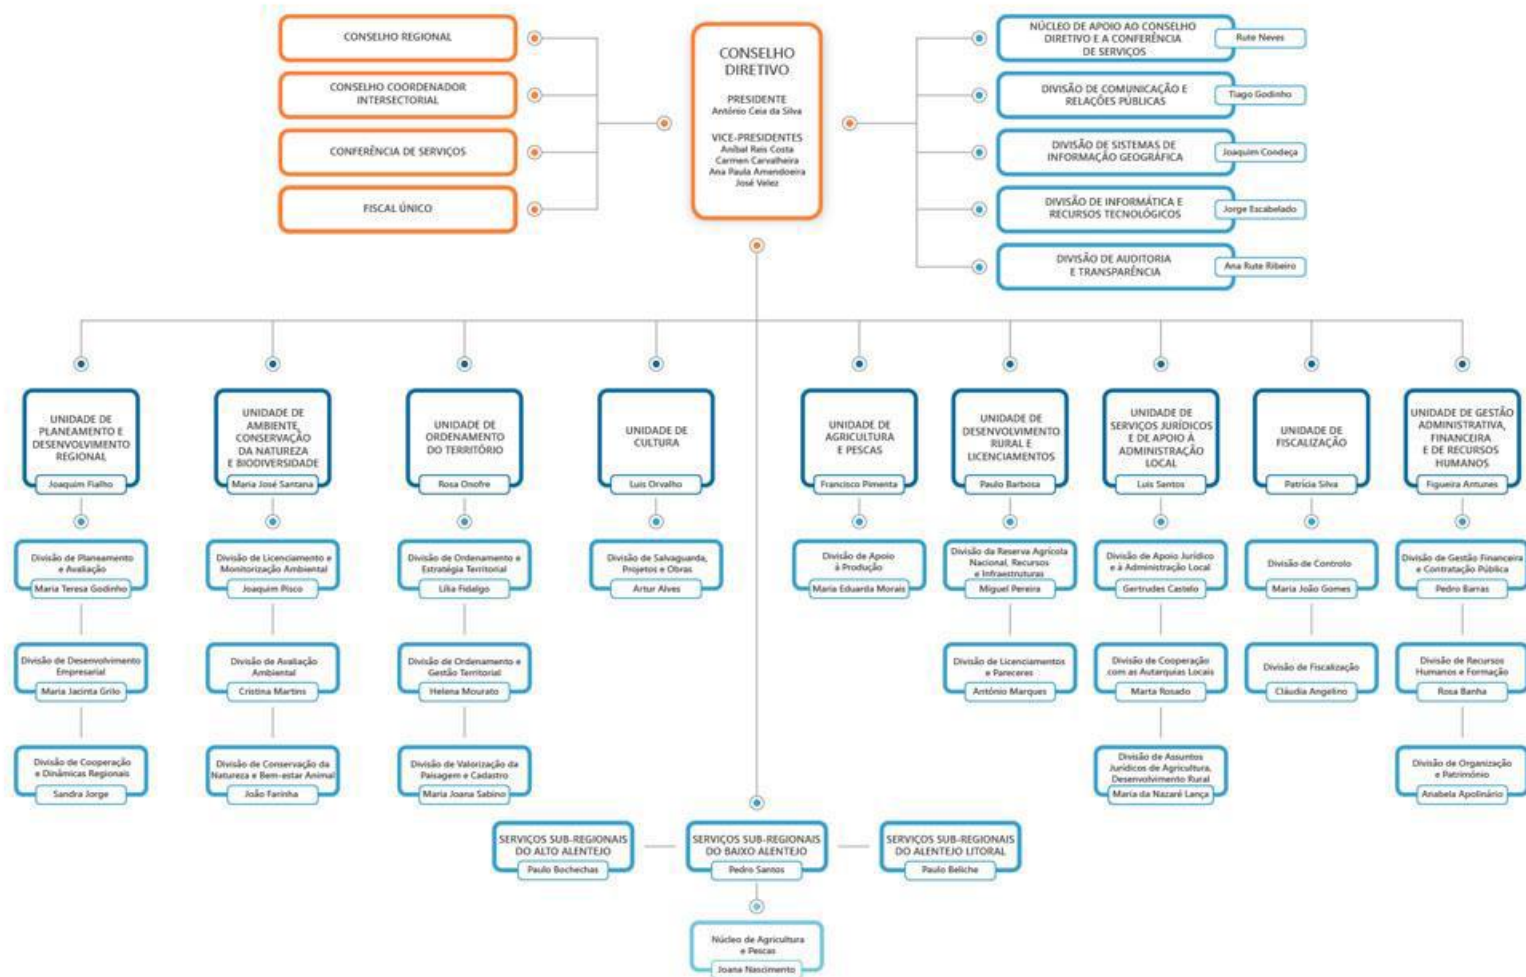 CONSELHO REGIONAL
CONSELHO COORDENADOR
INTERSECTORIAL
CONFERÊNCIA DE SERVIÇOS
FISCAL ÚNICO
CONSELHO
DIRETIVO
PRESIDENTE
António Ceia da Silva
VICE-PRESIDENTES
Aníbal Reis Costa
Carmen Carvalheira
Ana Paula Amendoeira
José Velez
NÚCLEO DE APOIO AO CONSELHO
DIRETIVO E A CONFERÊNCIA
DE SERVIÇOS
Rute Neves
DIVISÃO DE COMUNICAÇÃO E
RELAÇÕES PÚBLICAS
Tiago Godinho
DIVISÃO DE SISTEMAS DE
INFORMAÇÃO GEOGRÁFICA
Joaquim Condeça
DIVISÃO DE INFORMÁTICA E
RECURSOS TECNOLÓGICOS
Jorge Escabelado
DIVISÃO DE AUDITORIA
E TRANSPARÊNCIA
Ana Rute Ribeiro
UNIDADE DE
PLANEAMENTO E
DESENVOLVIMENTO
REGIONAL
Joaquim Fialho
Divisão de Planeamento
e Avaliação
Maria Teresa Godinho
Divisão de Desenvolvimento
Empresarial
Maria Jacinta Grilo
Divisão de Cooperação
e Dinâmicas Regionais
Sandra Jorge
UNIDADE DE
AMBIENTE,
CONSERVAÇÃO
DA NATUREZA
E BIODIVERSIDADE
Maria José Santana
Divisão de Licenciamento e
Monitorização Ambiental
Joaquim Pisco
Divisão de Avaliação
Ambiental
Cristina Martins
Divisão de Conservação da
Natureza e Bem-estar Animal
João Farinha
UNIDADE DE
ORDENAMENTO
DO TERRITÓRIO
Rosa Onofre
Divisão de Ordenamento e
Estratégia Territorial
Lília Fidalgo
Divisão de Ordenamento e
Gestão Territorial
Helena Mourato
Divisão de Valorização da
Paisagem e Cadastro
Maria Joana Sabino
UNIDADE DE
CULTURA
Luis Orvalho
Divisão de Salvaguarda,
Projetos e Obras
Artur Alves
UNIDADE DE
AGRICULTURA
E PESCAS
Francisco Pimenta
Divisão de Apoio
à Produção
Maria Eduarda Morais
UNIDADE DE
DESENVOLVIMENTO
RURAL E
LICENCIAMENTOS
Paulo Barbosa
Divisão da Reserva Agrícola
Nacional, Recursos
e Infraestruturas
Miguel Pereira
Divisão de Licenciamentos
e Pareceres
António Marques
UNIDADE DE
SERVIÇOS JURÍDICOS
E DE APOIO À
ADMINISTRAÇÃO
LOCAL
Luis Santos
Divisão de Apoio Jurídico
e à Administração Local
Gertrudes Castelo
Divisão de Cooperação
com as Autarquias Locais
Marta Rosado
Divisão de Assuntos
Jurídicos de Agricultura,
Desenvolvimento Rural
Maria da Nazaré Lança
UNIDADE DE
FISCALIZAÇÃO
Patrícia Silva
Divisão de Controlo
Maria João Gomes
Divisão de Fiscalização
Cláudia Angelino
UNIDADE DE GESTÃO
ADMINISTRATIVA,
FINANCEIRA
E DE RECURSOS
HUMANOS
Figueira Antunes
Divisão de Gestão Financeira
e Contratação Pública
Pedro Barras
Divisão de Recursos
Humanos e Formação
Rosa Banha
Divisão de Organização
e Património
Anabela Apolinário
SERVIÇOS SUB-REGIONAIS
DO ALTO ALENTEJO
Paulo Bochechas
SERVIÇOS SUB-REGIONAIS
DO BAIXO ALENTEJO
Pedro Santos
SERVIÇOS SUB-REGIONAIS
DO ALENTEJO LITORAL
Paulo Beliche
Núcleo de Agricultura
e Pescas
Joana Nascimento